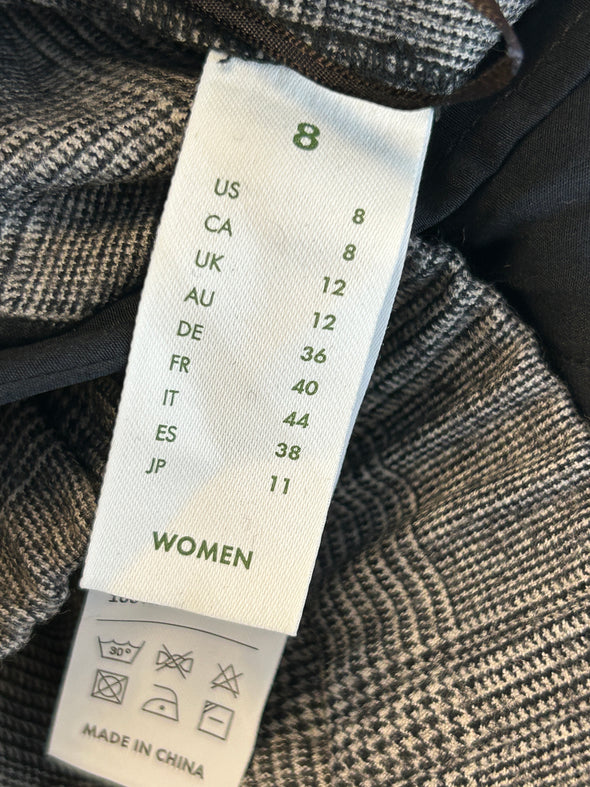 8
US 8
CA 8
UK 12
AU 12
DE 36
FR 40
IT 44
ES 38
JP 11
WOMEN
30°
MADE IN CHINA